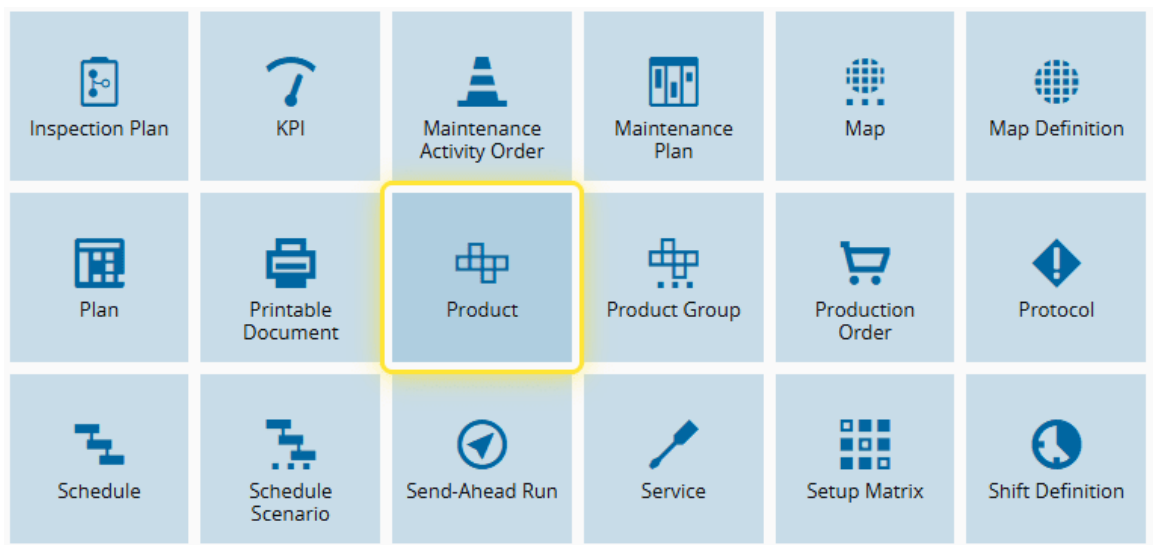 Inspection Plan
KPI
Maintenance
Activity Order
Maintenance
Plan
Map
Map Definition
Plan
Printable
Document
Product
Product Group
Production
Order
Protocol
Schedule
Schedule
Scenario
Send-Ahead Run
Service
Setup Matrix
Shift Definition